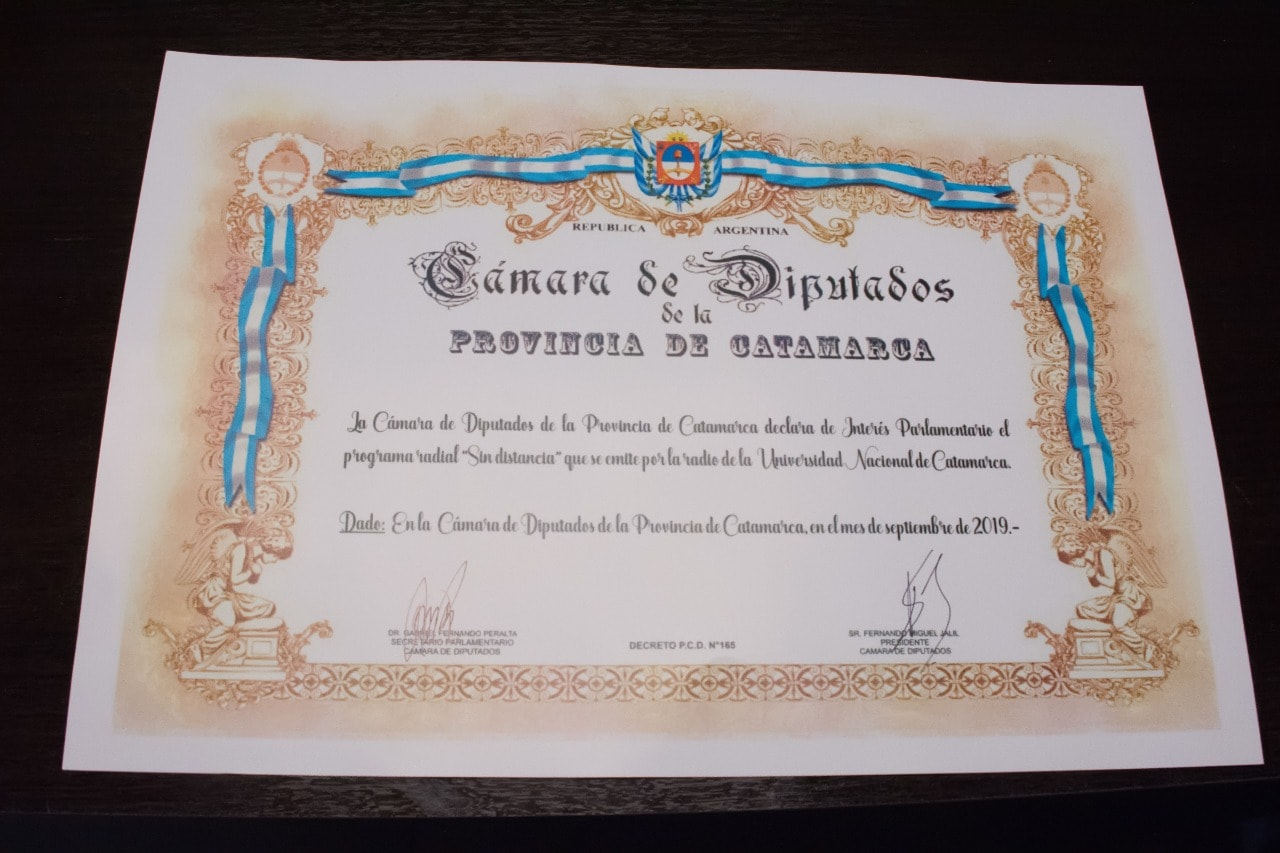 REPUBLICA ARGENTINA
Cámara de Diputados
de la
PROVINCIA DE CATAMARCA
La Cámara de Diputados de la Provincia de Catamarca declara de Interés Parlamentario el
programa radial "Sin distancia" que se emite por la radio de la Universidad Nacional de Catamarca.
Dado: En la Cámara de Diputados de la Provincia de Catamarca, en el mes de septiembre de 2019.-
DR. GABRIEL FERNANDO PERALTA
SECRETARIO PARLAMENTARIO
CAMARA DE DIPUTADOS
DECRETO P.C.D. N°165
SR. FERNANDO MIGUEL JALIL
PRESIDENTE
CAMARA DE DIPUTADOS